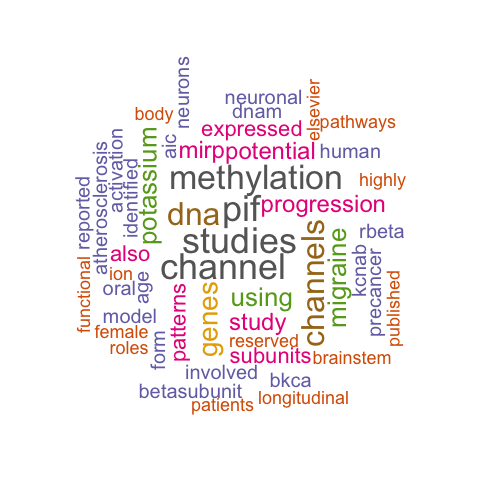 neurons
neuronal
dnam
elsevier
body
pathways
expressed
aic
mirp
potential
human
potassium
activation
identified
atherosclerosis
reported
methylation
highly
dna
pif
progression
studies
channels
rbeta
also
channel
migraine
kcnab
precancer
published
functional
ion
oral
age
patterns
genes
using
model
study
female
reserved
roles
form
subunits
brainstem
involved
bkca
betasubunit
longitudinal
patients